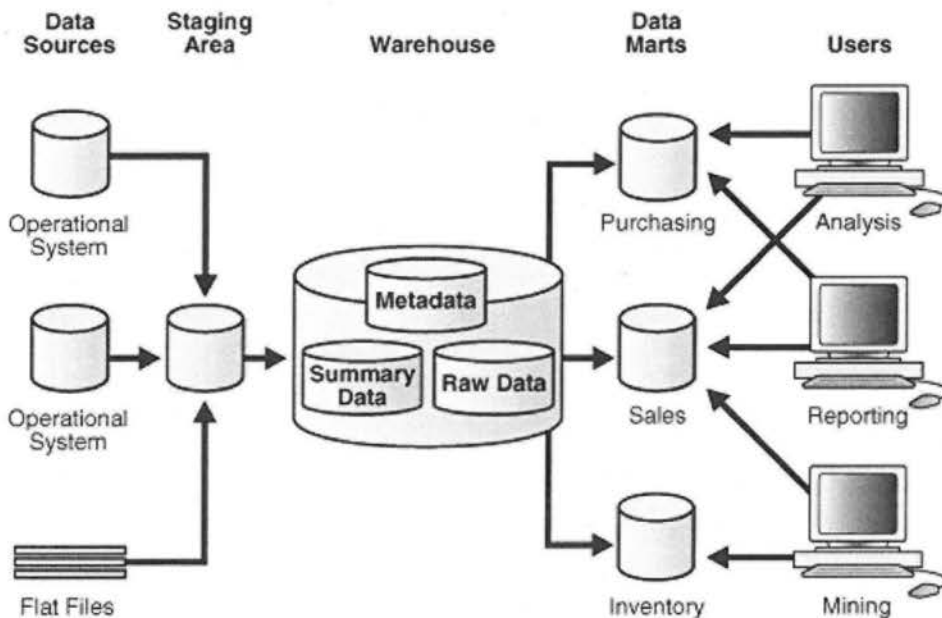 Data
Sources
Staging
Area
Warehouse
Data
Marts
Users
Operational
System
Purchasing
Analysis
Metadata
Summary
Data
Raw Data
Operational
System
Sales
Reporting
Flat Files
Inventory
Mining